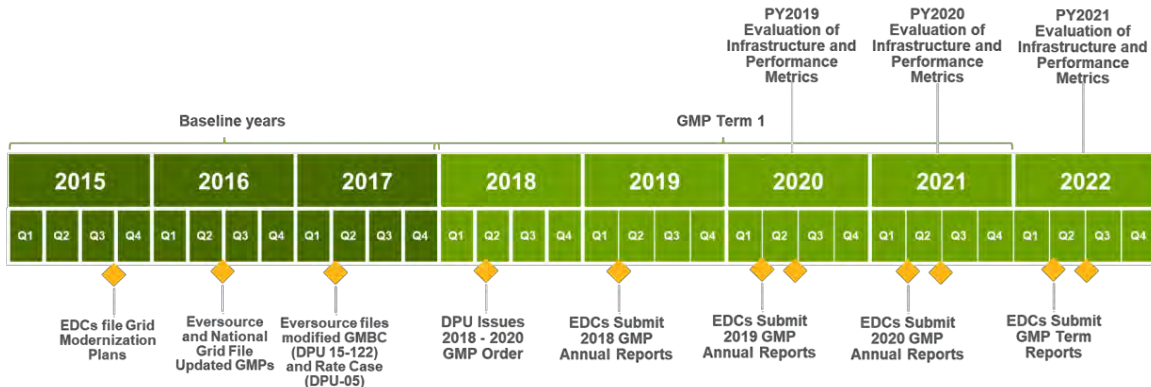 PY2019
Evaluation of
Infrastructure and
Performance
Metrics
PY2020
Evaluation of
Infrastructure and
Performance
Metrics
PY2021
Evaluation of
Infrastructure and
Performance
Metrics
Baseline years
GMP Term 1
2015 2016 2017 2018 2019 2020 2021 2022
Q1 Q2 Q3 Q4 Q1 Q2 Q3 Q4 Q1 Q2 Q3 Q4 Q1 Q2 Q3 Q4 Q1 Q2 Q3 Q4 Q1 Q2 Q3 Q4 Q1 Q2 Q3 Q4 Q1 Q2 Q3 Q4
EDCs file Grid
Modernization
Plans
Eversource
and National
Grid File
Updated GMPs
Eversource files
modified GMBC
(DPU 15-122)
and Rate Case
(DPU-05)
DPU Issues
2018 - 2020
GMP Order
EDCs Submit
2018 GMP
Annual Reports
EDCs Submit
2019 GMP
Annual Reports
EDCs Submit
2020 GMP
Annual Reports
EDCs Submit
GMP Term
Reports